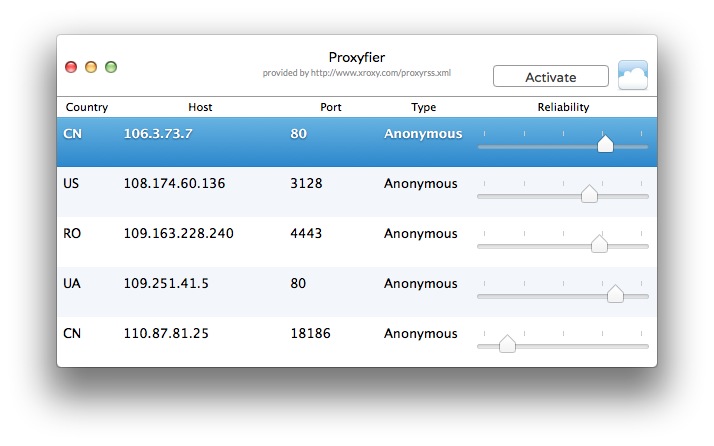 Proxyfier
provided by http://www.xroxy.com/proxyrss.xml
Activate
Country Host Port Type Reliability
CN 106.3.73.7 80 Anonymous
US 108.174.60.136 3128 Anonymous
RO 109.163.228.240 4443 Anonymous
UA 109.251.41.5 80 Anonymous
CN 110.87.81.25 18186 Anonymous